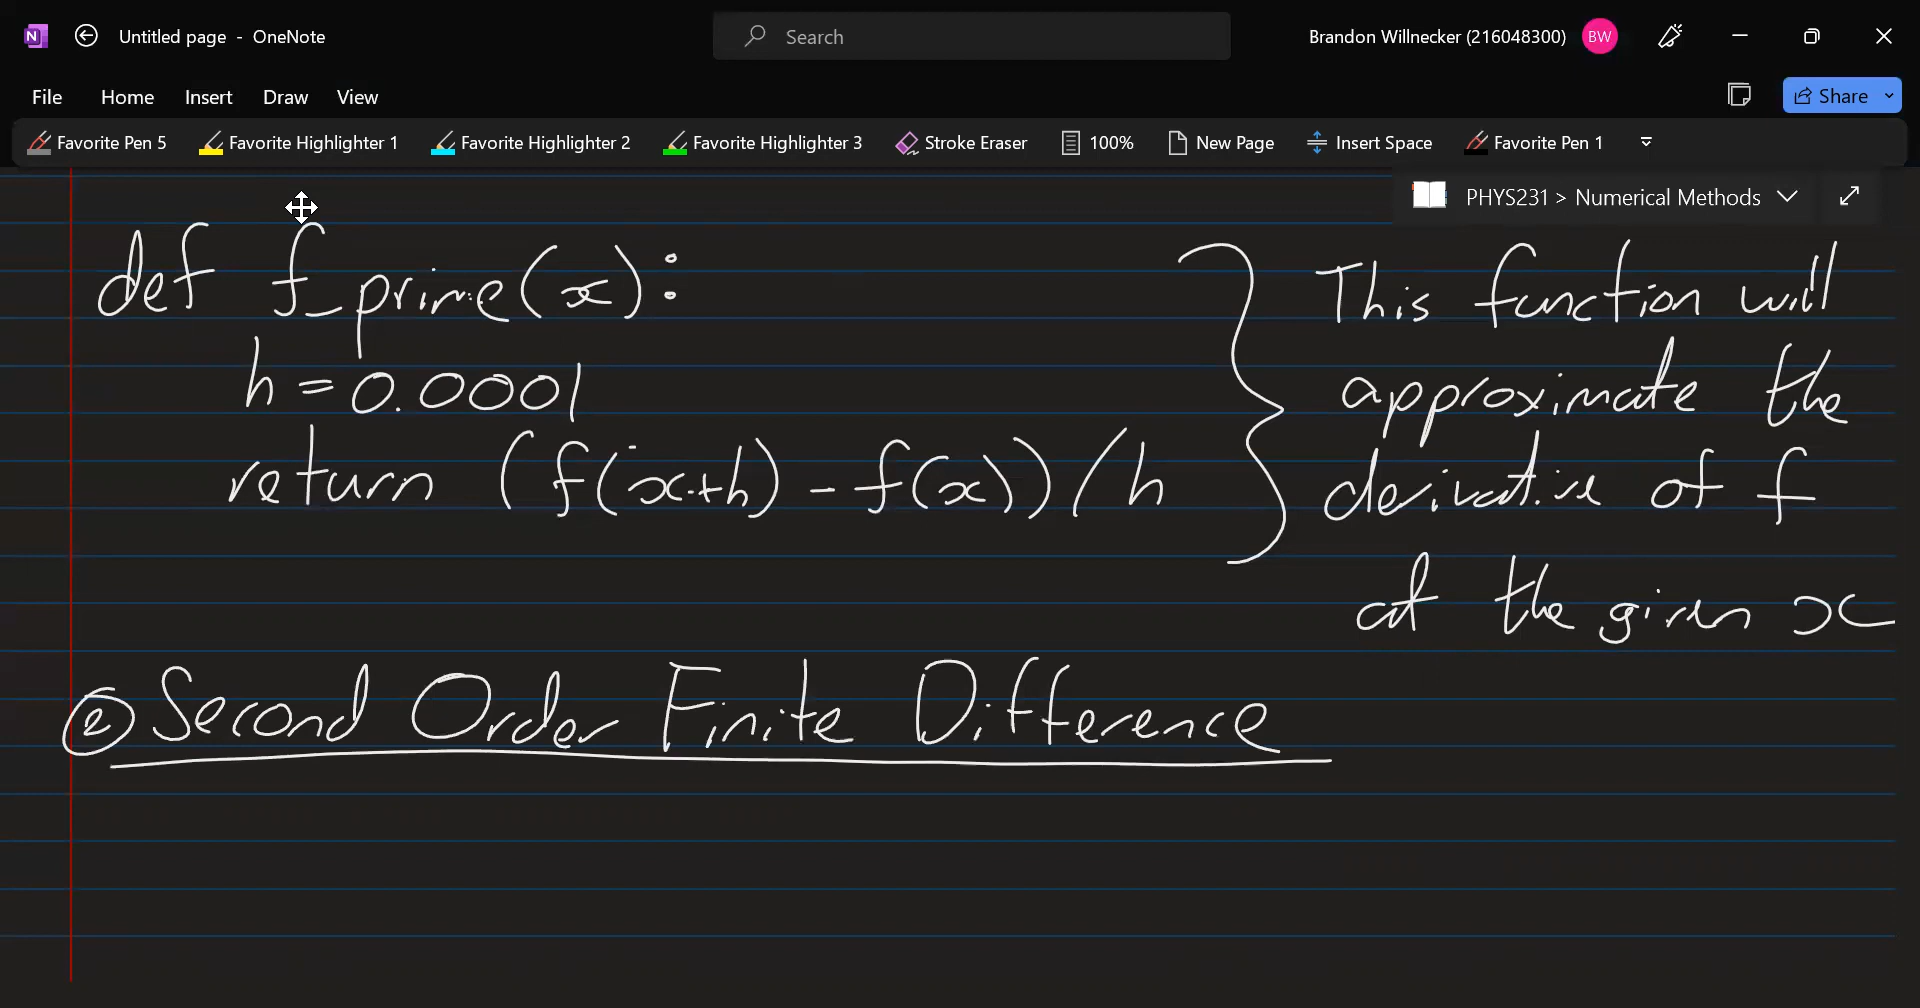 Untitled page - OneNote
Search
Brandon Willnecker (216048300)
BW
File Home Insert Draw View
Share
Favorite Pen 5 Favorite Highlighter 1 Favorite Highlighter 2 Favorite Highlighter 3 Stroke Eraser 100% New Page Insert Space Favorite Pen 1
PHYS231 > Numerical Methods
def f_prime(x):
h = 0.0001
return (f(x+h) - f(x))/h
This function will
approximate the
derivative of f
at the given x
② Second Order Finite Difference